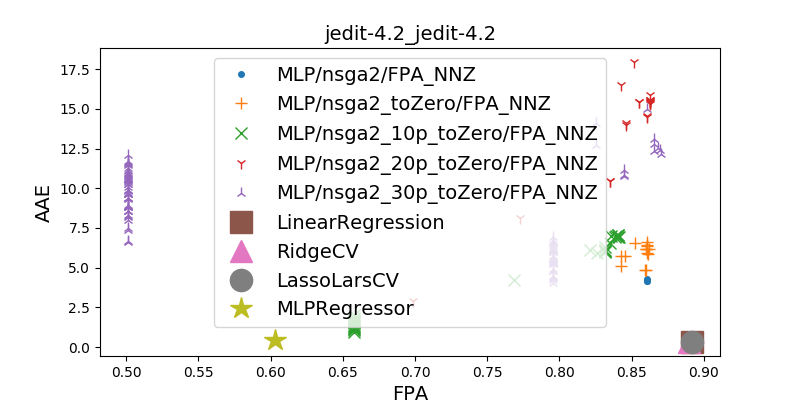 jedit-4.2_jedit-4.2
AAE
17.5
15.0
12.5
10.0
7.5
5.0
2.5
0.0
MLP/nsga2/FPA_NNZ
MLP/nsga2_toZero/FPA_NNZ
MLP/nsga2_10p_toZero/FPA_NNZ
MLP/nsga2_20p_toZero/FPA_NNZ
MLP/nsga2_30p_toZero/FPA_NNZ
LinearRegression
RidgeCV
LassoLarsCV
MLPRegressor
0.50 0.55 0.60 0.65 0.70 0.75 0.80 0.85 0.90
FPA